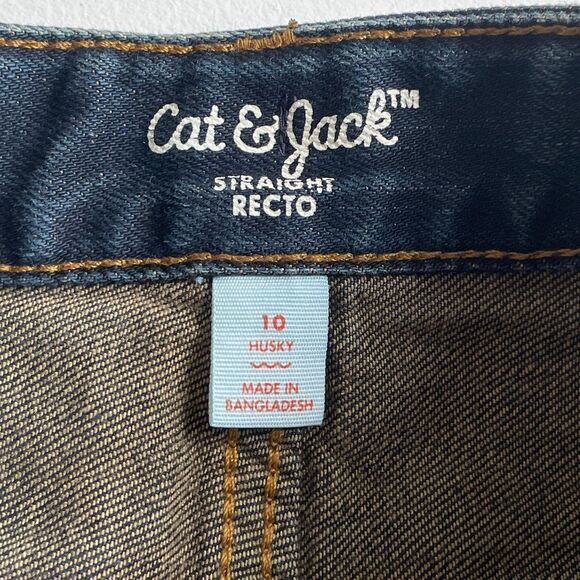 Cat & Jack™
STRAIGHT
RECTO
10
HUSKY
MADE IN
BANGLADESH